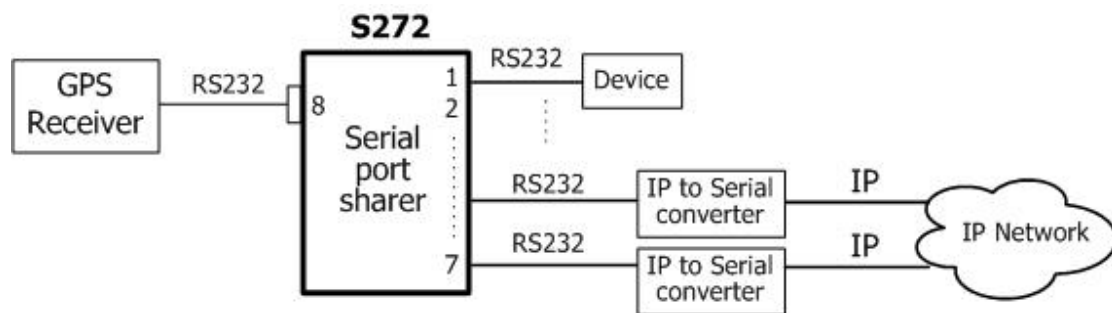 S272
GPS
Receiver
RS232
8
Serial
port
sharer
1
2
7
RS232
Device
RS232
IP to Serial
converter
IP
RS232
IP to Serial
converter
IP
IP Network